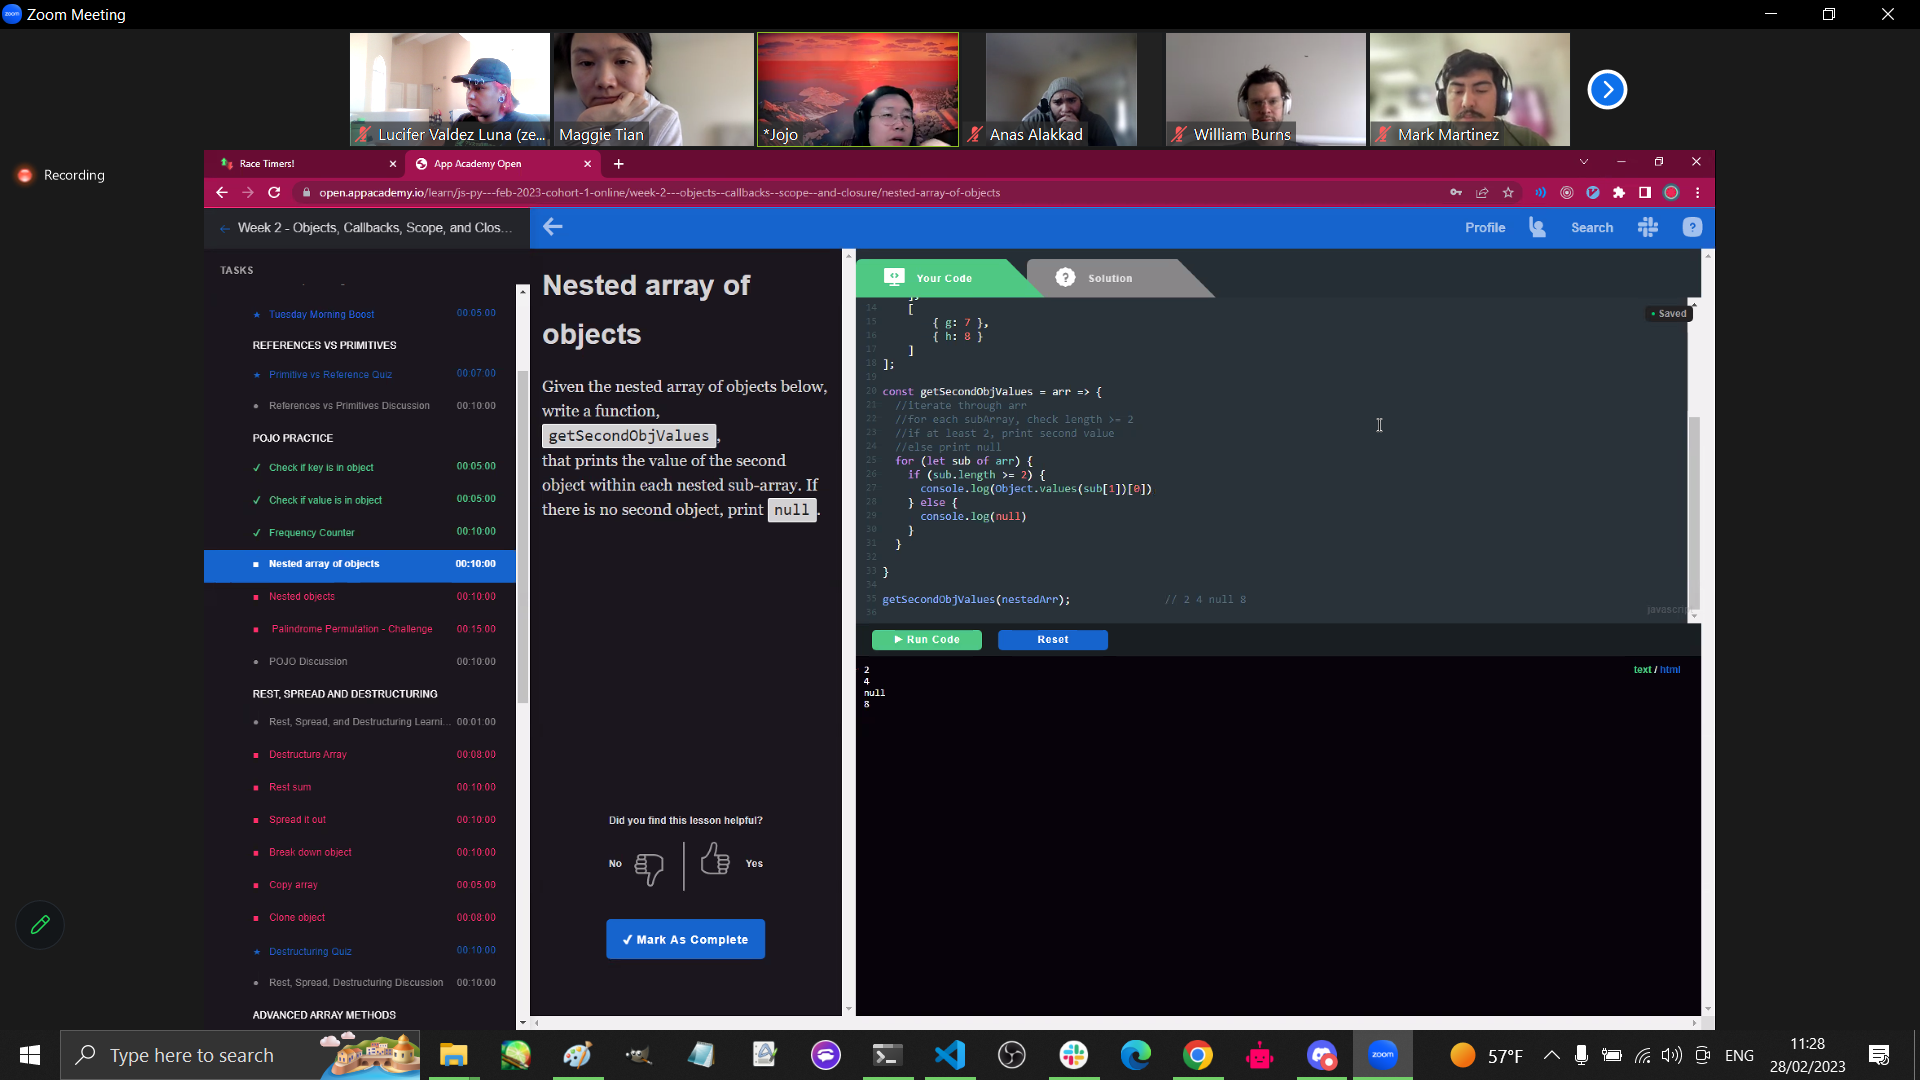 Zoom Meeting
Lucifer Valdez Luna (ze...
Maggie Tian
*Jojo
Anas Alakkad
William Burns
Mark Martinez
Recording
Race Timers!
App Academy Open
open.appacademy.io/learn/js-py---feb-2023-cohort-1-online/week-2---objects--callbacks--scope--and-closure/nested-array-of-objects
Week 2 - Objects, Callbacks, Scope, and Clos...
Profile
Search
TASKS
Tuesday Morning Boost 00:05:00
REFERENCES VS PRIMITIVES
Primitive vs Reference Quiz 00:07:00
References vs Primitives Discussion 00:10:00
POJO PRACTICE
Check if key is in object 00:05:00
Check if value is in object 00:05:00
Frequency Counter 00:10:00
Nested array of objects 00:10:00
Nested objects 00:10:00
Palindrome Permutation - Challenge 00:15:00
POJO Discussion 00:10:00
REST, SPREAD AND DESTRUCTURING
Rest, Spread, and Destructuring Learni... 00:01:00
Destructure Array 00:08:00
Rest sum 00:10:00
Spread it out 00:10:00
Break down object 00:10:00
Copy array 00:05:00
Clone object 00:08:00
Destructuring Quiz 00:10:00
Rest, Spread, Destructuring Discussion 00:10:00
ADVANCED ARRAY METHODS
Nested array of
objects
Given the nested array of objects below,
write a function,
getSecondObjValues,
that prints the value of the second
object within each nested sub-array. If
there is no second object, print null.
Did you find this lesson helpful?
No
Yes
✓ Mark As Complete
Your Code
Solution
Saved
14 [
15 { g: 7 },
16 { h: 8 }
17 ]
18 ];
19
20 const getSecondObjValues = arr => {
21 //iterate through arr
22 //for each subArray, check length >= 2
23 //if at least 2, print second value
24 //else print null
25 for (let sub of arr) {
26 if (sub.length >= 2) {
27 console.log(Object.values(sub[1])[0])
28 } else {
29 console.log(null)
30 }
31 }
32
33 }
34
35 getSecondObjValues(nestedArr); // 2 4 null 8
36
Run Code
Reset
text / html
2
4
null
8
Type here to search
zoom
57°F
ENG
11:28
28/02/2023